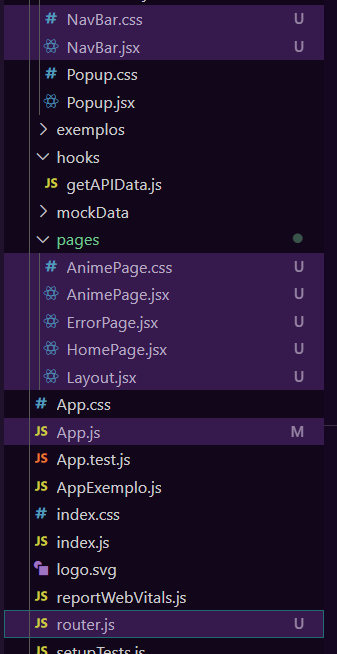 # NavBar.css U
NavBar.jsx U
# Popup.css
Popup.jsx
exemplos
hooks
JS getAPIData.js
mockData
pages
# AnimePage.css U
AnimePage.jsx U
ErrorPage.jsx U
HomePage.jsx U
Layout.jsx U
# App.css
JS App.js M
JS App.test.js
JS AppExemplo.js
# index.css
JS index.js
logo.svg
JS reportWebVitals.js
JS router.js U
JS setupTests.js